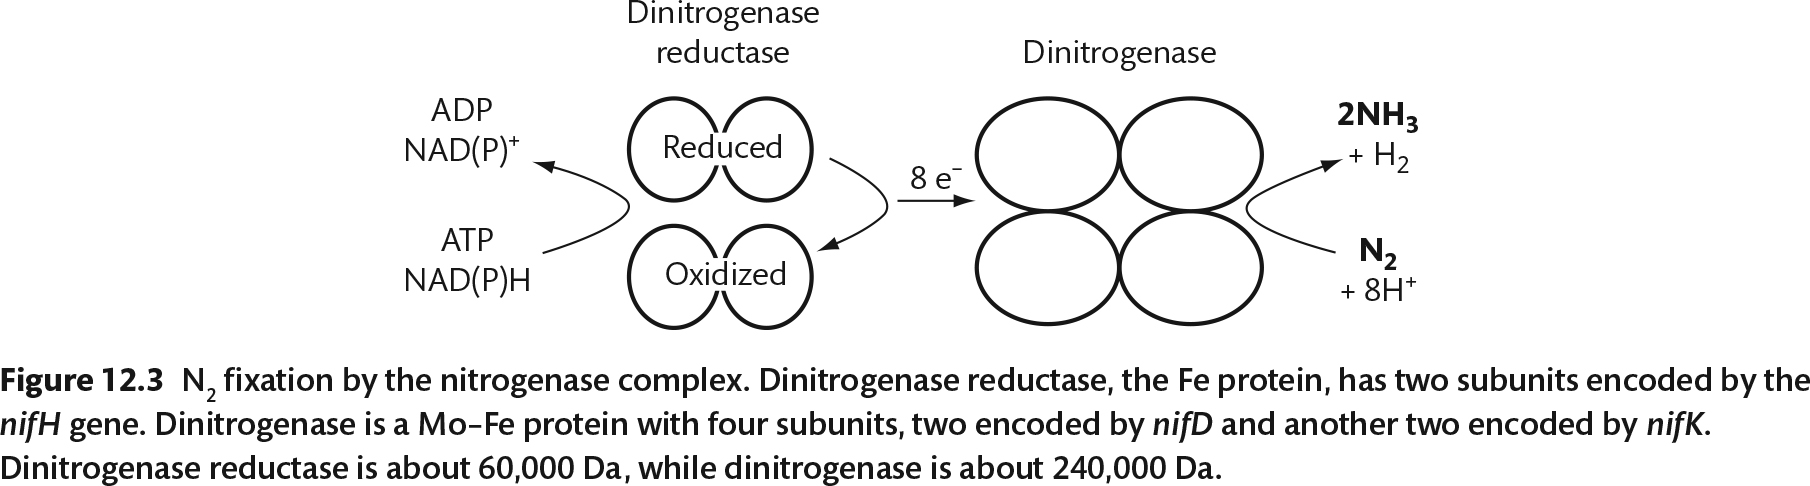 Dinitrogenase
reductase
Dinitrogenase
ADP
NAD(P)⁺
Reduced
8 e⁻
2NH₃
+ H₂
ATP
NAD(P)H
Oxidized
N₂
+ 8H⁺
Figure 12.3 N₂ fixation by the nitrogenase complex. Dinitrogenase reductase, the Fe protein, has two subunits encoded by the
nifH gene. Dinitrogenase is a Mo–Fe protein with four subunits, two encoded by nifD and another two encoded by nifK.
Dinitrogenase reductase is about 60,000 Da, while dinitrogenase is about 240,000 Da.